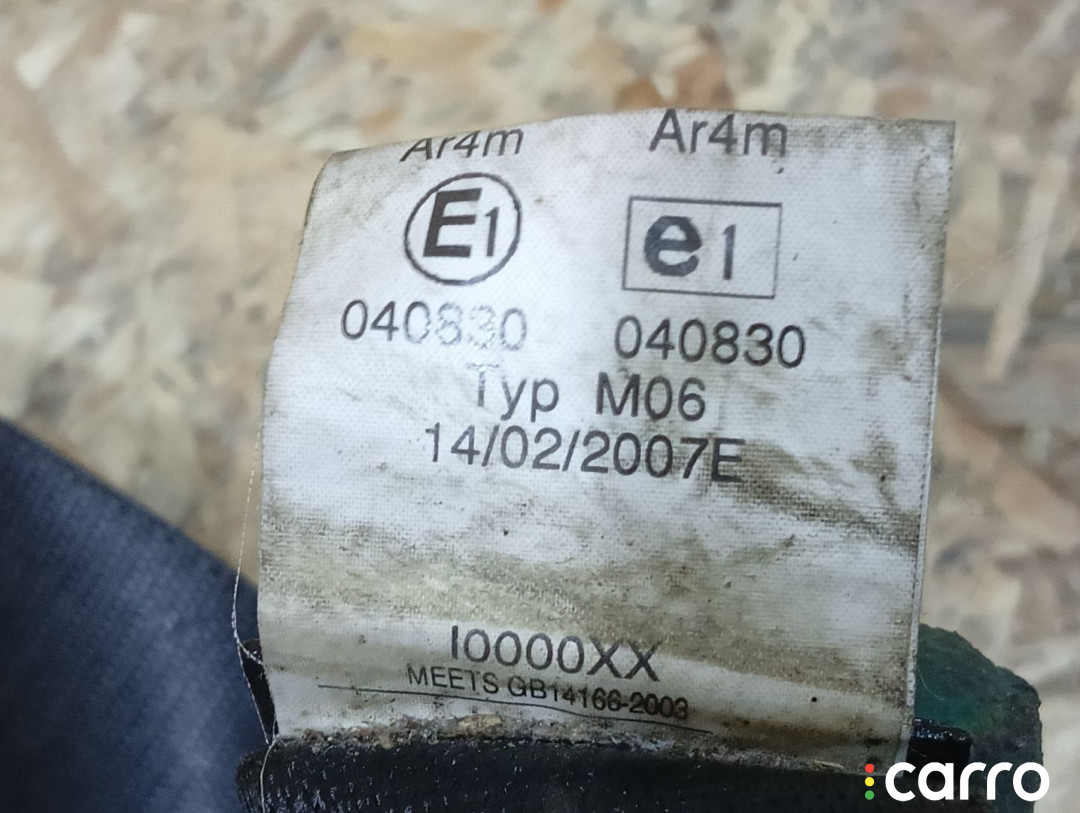 Ar4m Ar4m
E1 e1
040830 040830
Typ M06
14/02/2007E
I0000XX
MEETS GB14166-2003
carro